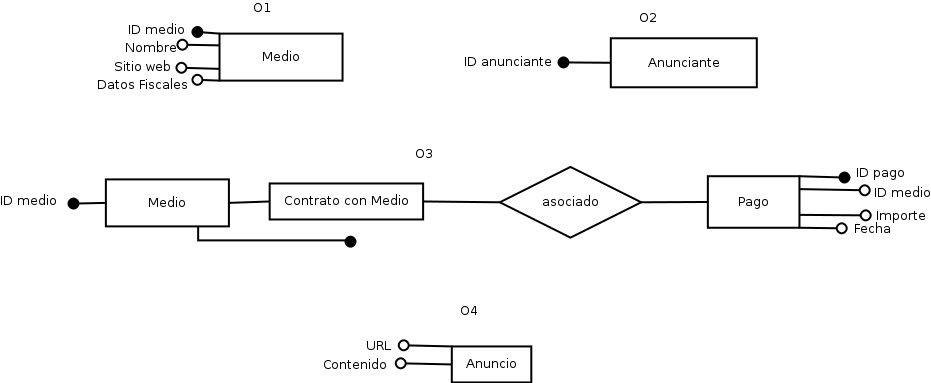 O1
ID medio
Nombre
Sitio web
Datos Fiscales
Medio
O2
ID anunciante
Anunciante
O3
ID medio
Medio
Contrato con Medio
asociado
Pago
ID pago
ID medio
Importe
Fecha
O4
URL
Contenido
Anuncio